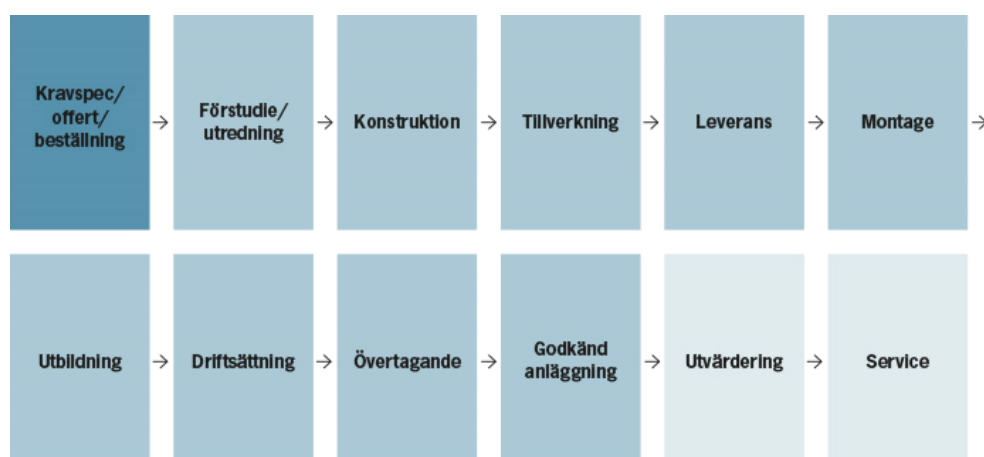 Kravspec/
offert/
beställning
Förstudie/
utredning
Konstruktion
Tillverkning
Leverans
Montage
Utbildning
Driftsättning
Övertagande
Godkänd
anläggning
Utvärdering
Service